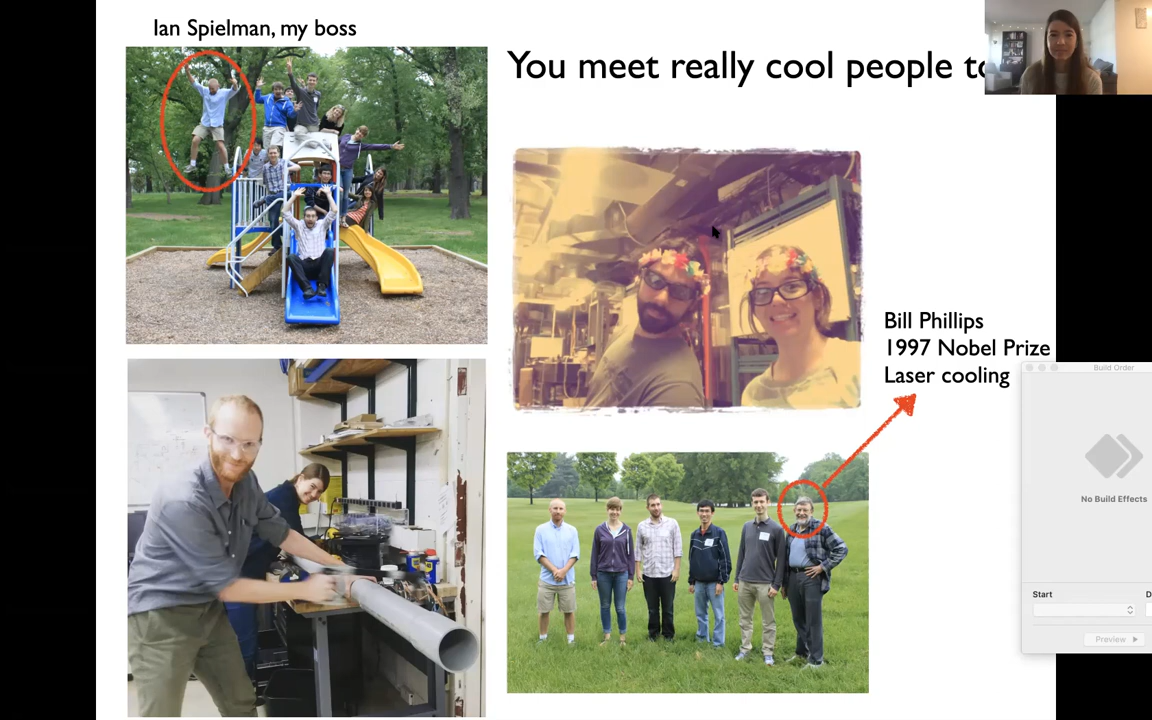 Ian Spielman, my boss
You meet really cool people
Bill Phillips
1997 Nobel Prize
Laser cooling
Build Order
No Build Effects
Start
Preview